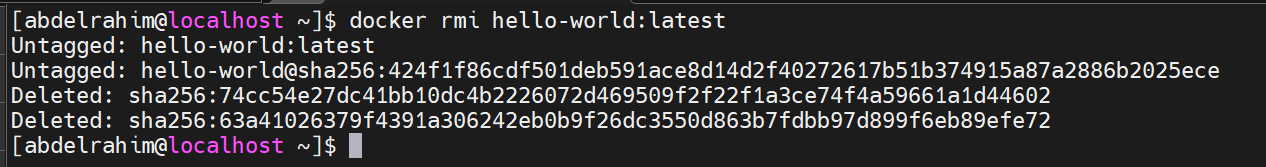 [abdelrahim@localhost ~]$ docker rmi hello-world:latest
Untagged: hello-world:latest
Untagged: hello-world@sha256:424f1f86cdf501deb591ace8d14d2f40272617b51b374915a87a2886b2025ece
Deleted: sha256:74cc54e27dc41bb10dc4b2226072d469509f2f22f1a3ce74f4a59661a1d44602
Deleted: sha256:63a41026379f4391a306242eb0b9f26dc3550d863b7fdbb97d899f6eb89efe72
[abdelrahim@localhost ~]$